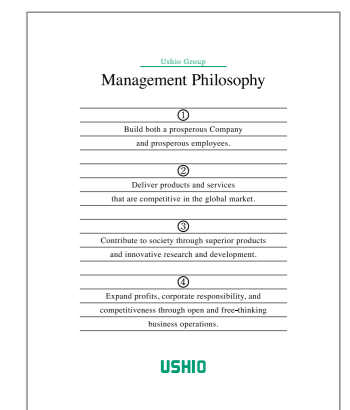 Ushio Group
Management Philosophy
①
Build both a prosperous Company
and prosperous employees.
②
Deliver products and services
that are competitive in the global market.
③
Contribute to society through superior products
and innovative research and development.
④
Expand profits, corporate responsibility, and
competitiveness through open and free-thinking
business operations.
USHIO